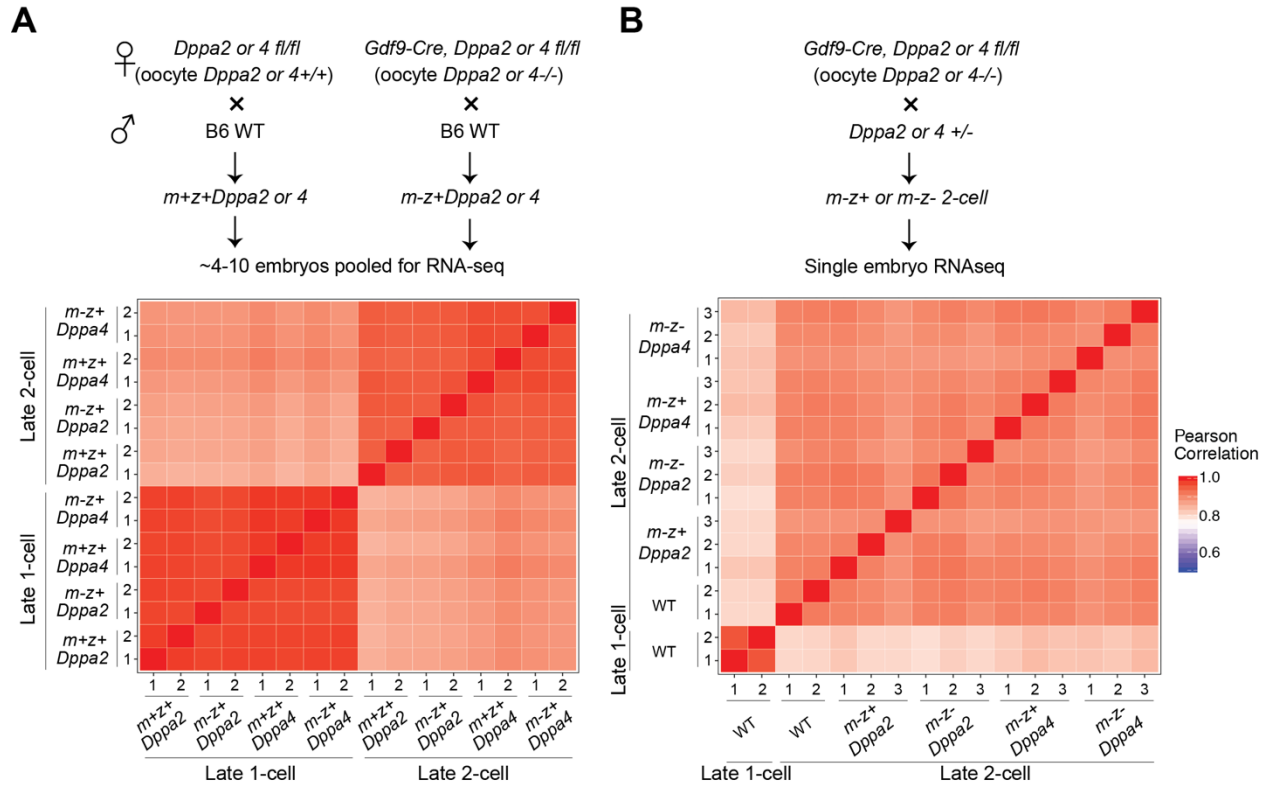 A
♀ Dppa2 or 4 fl/fl
(oocyte Dppa2 or 4+/+)
×
♂ B6 WT
m+z+Dppa2 or 4
Gdf9-Cre, Dppa2 or 4 fl/fl
(oocyte Dppa2 or 4-/-)
×
B6 WT
m-z+Dppa2 or 4
~4-10 embryos pooled for RNA-seq
Late 2-cell
m-z+
Dppa4
2
1
m+z+
Dppa4
2
1
m-z+
Dppa2
2
1
m+z+
Dppa2
2
1
Late 1-cell
m-z+
Dppa4
2
1
m+z+
Dppa4
2
1
m-z+
Dppa2
2
1
m+z+
Dppa2
2
1
1 2 1 2 1 2 1 2 1 2 1 2 1 2 1 2
m+z+
Dppa2
m-z+
Dppa2
m+z+
Dppa4
m-z+
Dppa4
m+z+
Dppa2
m-z+
Dppa2
m+z+
Dppa4
m-z+
Dppa4
Late 1-cell
Late 2-cell
B
Gdf9-Cre, Dppa2 or 4 fl/fl
(oocyte Dppa2 or 4-/-)
×
Dppa2 or 4 +/-
m-z+ or m-z- 2-cell
Single embryo RNAseq
Late 2-cell
m-z-
Dppa4
3
2
1
m-z+
Dppa4
3
2
1
m-z-
Dppa2
3
2
1
m-z+
Dppa2
3
2
1
WT
2
1
Late 1-cell
WT
2
1
1 2 1 2 1 2 3 1 2 3 1 2 3 1 2 3
WT
WT
m-z+
Dppa2
m-z-
Dppa2
m-z+
Dppa4
m-z-
Dppa4
Late 1-cell
Late 2-cell
Pearson
Correlation
1.0
0.8
0.6